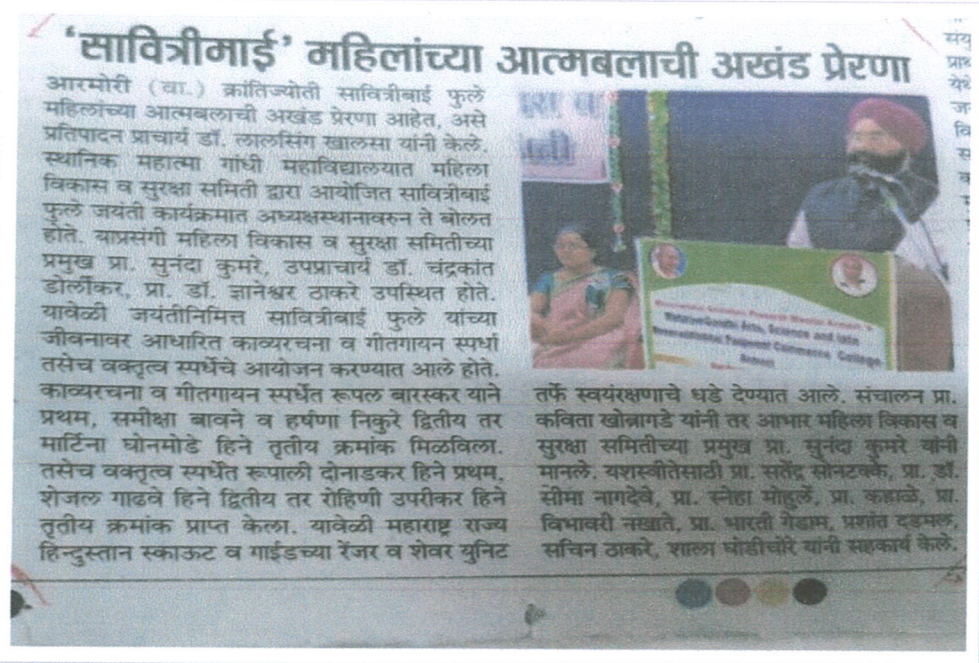 'सावित्रीमाई' महिलांच्या आत्मबलाची अखंड प्रेरणा
आरमोरी (वा.) क्रांतिज्योती सावित्रीबाई फुले
महिलांच्या आत्मबलाची अखंड प्रेरणा आहेत, असे
प्रतिपादन प्राचार्य डॉ. लालसिंग खालसा यांनी केले.
स्थानिक महात्मा गांधी महाविद्यालयात महिला
विकास व सुरक्षा समिती द्वारा आयोजित सावित्रीबाई
फुले जयंती कार्यक्रमात अध्यक्षस्थानावरुन ते बोलत
होते. याप्रसंगी महिला विकास व सुरक्षा समितीच्या
प्रमुख प्रा. सुनंदा कुमरे, उपप्राचार्य डॉ. चंद्रकांत
डोर्लीकर, प्रा. डॉ. ज्ञानेश्वर ठाकरे उपस्थित होते.
यावेळी जयंतीनिमित्त सावित्रीबाई फुले यांच्या
जीवनावर आधारित काव्यरचना व गीतगायन स्पर्धा
तसेच वक्तृत्व स्पर्धेचे आयोजन करण्यात आले होते.
काव्यरचना व गीतगायन स्पर्धेत रूपल बारस्कर याने
प्रथम, समीक्षा बावने व हर्षणा निकुरे द्वितीय तर
मार्टिना घोनमोडे हिने तृतीय क्रमांक मिळविला.
तसेच वक्तृत्व स्पर्धेत रूपाली दोनाडकर हिने प्रथम,
शेजल गाढवे हिने द्वितीय तर रोहिणी उपरीकर हिने
तृतीय क्रमांक प्राप्त केला. यावेळी महाराष्ट्र राज्य
हिन्दुस्तान स्काऊट व गाईडच्या रेंजर व शेवर युनिट
Arts, Science and
Commerce College
तर्फे स्वयंरक्षणाचे धडे देण्यात आले. संचालन प्रा.
कविता खोब्रागडे यांनी तर आभार महिला विकास व
सुरक्षा समितीच्या प्रमुख प्रा. सुनंदा कुमरे यांनी
मानले. यशस्वीतेसाठी प्रा. सतेंद्र सोनटक्के, प्रा. डॉ.
सीमा नागदेवे, प्रा. स्नेहा मोहुर्ले, प्रा. कहाळे, प्रा.
विभावरी नखाते, प्रा. भारती गेडाम, प्रशांत दडमल,
सचिन ठाकरे, शाला घोडीचोरे यांनी सहकार्य केले.